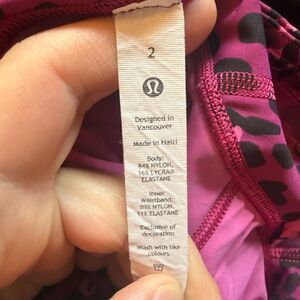 2
Designed in
Vancouver
Made in Haiti
Body:
84% NYLON,
16% LYCRA®
ELASTANE
Inner
Waistband:
89% NYLON,
11% ELASTANE
Exclusive of
decoration
Wash with like
colours